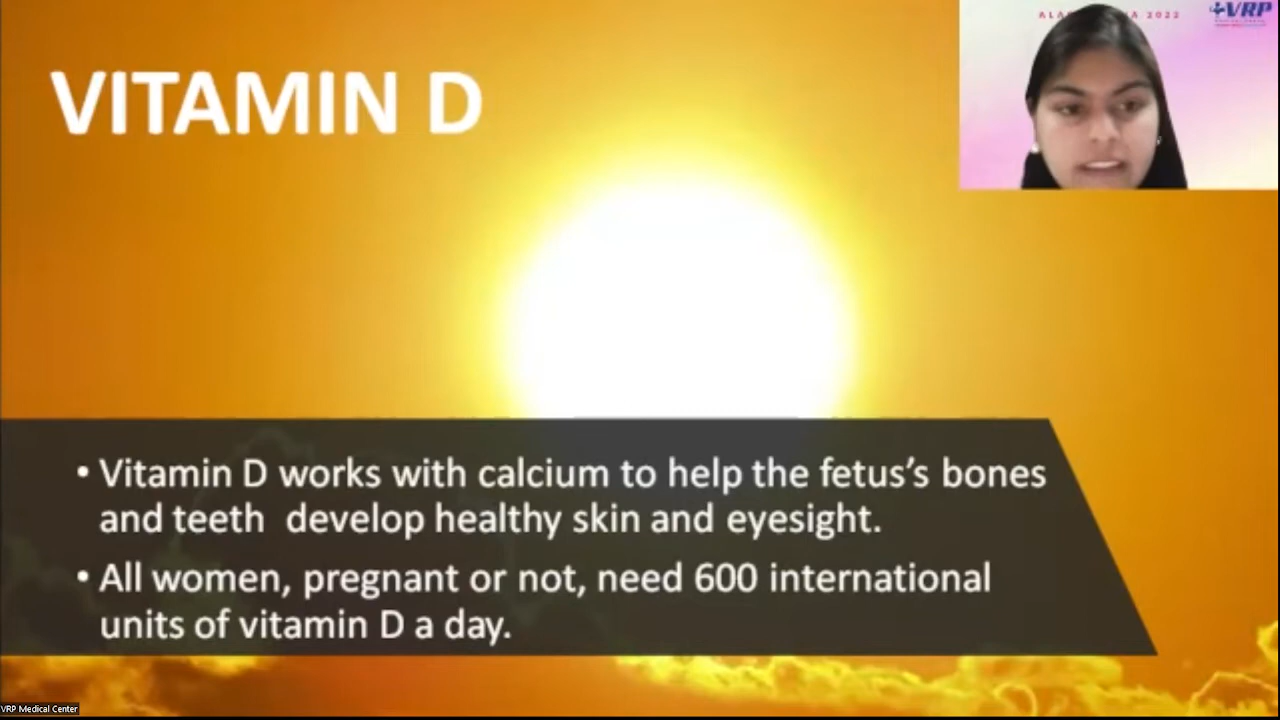 VITAMIN D
2022
VRP
• Vitamin D works with calcium to help the fetus’s bones
and teeth develop healthy skin and eyesight.
• All women, pregnant or not, need 600 international
units of vitamin D a day.
VRP Medical Center